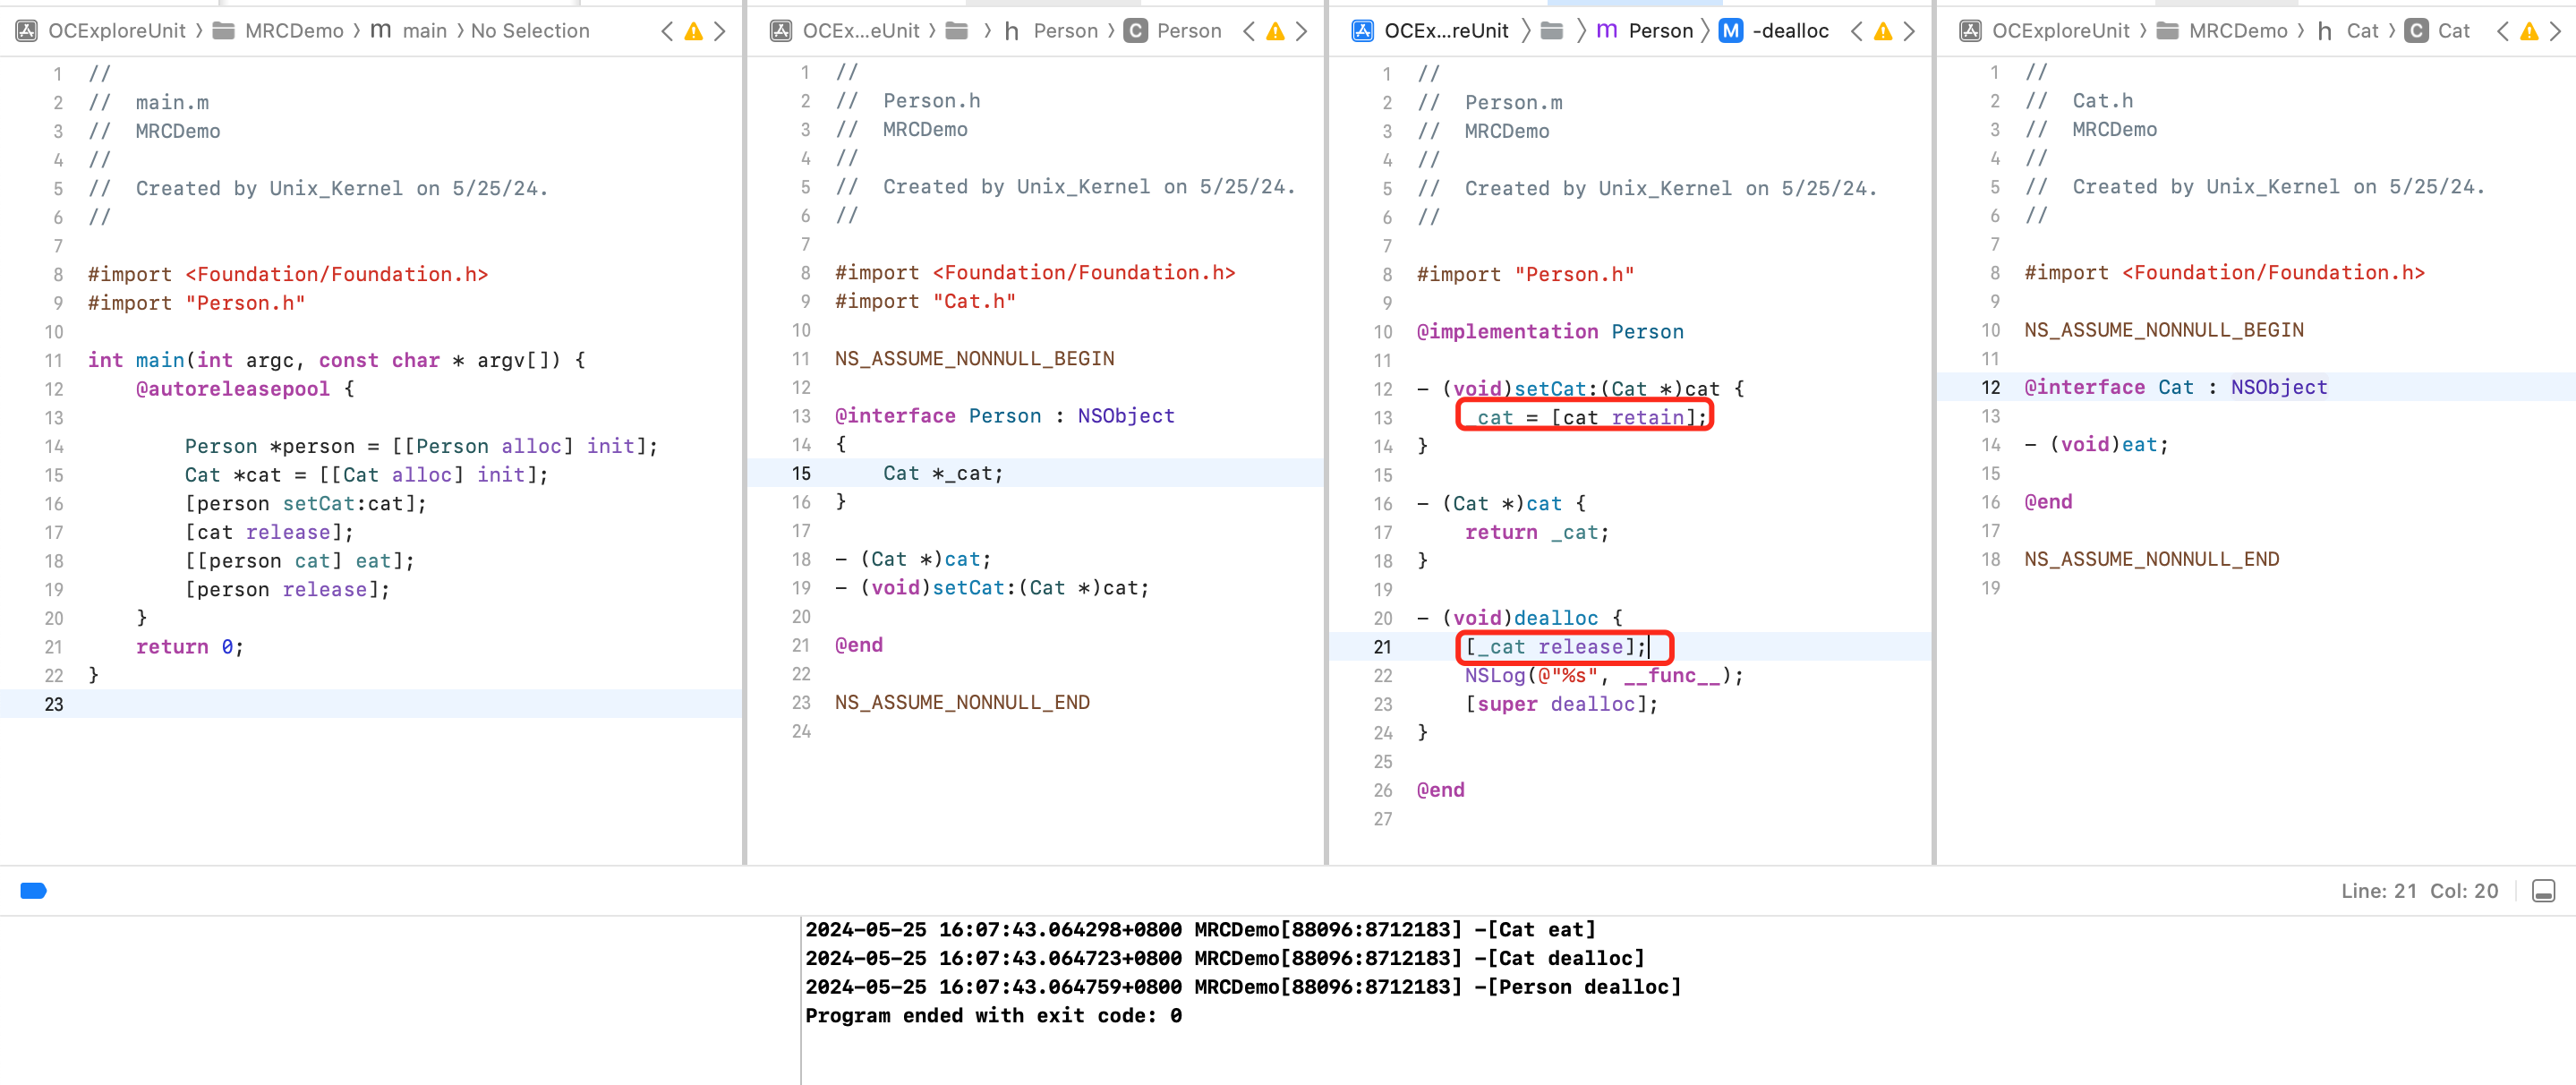 OCExploreUnit › MRCDemo › m main › No Selection
1 //
2 //  main.m
3 //  MRCDemo
4 //
5 //  Created by Unix_Kernel on 5/25/24.
6 //
7
8 #import <Foundation/Foundation.h>
9 #import "Person.h"
10
11 int main(int argc, const char * argv[]) {
12     @autoreleasepool {
13
14         Person *person = [[Person alloc] init];
15         Cat *cat = [[Cat alloc] init];
16         [person setCat:cat];
17         [cat release];
18         [[person cat] eat];
19         [person release];
20     }
21     return 0;
22 }
23
OCEx...eUnit › › h Person › C Person
1 //
2 //  Person.h
3 //  MRCDemo
4 //
5 //  Created by Unix_Kernel on 5/25/24.
6 //
7
8 #import <Foundation/Foundation.h>
9 #import "Cat.h"
10
11 NS_ASSUME_NONNULL_BEGIN
12
13 @interface Person : NSObject
14 {
15     Cat *_cat;
16 }
17
18 - (Cat *)cat;
19 - (void)setCat:(Cat *)cat;
20
21 @end
22
23 NS_ASSUME_NONNULL_END
24
OCEx...reUnit › › m Person › M -dealloc
1 //
2 //  Person.m
3 //  MRCDemo
4 //
5 //  Created by Unix_Kernel on 5/25/24.
6 //
7
8 #import "Person.h"
9
10 @implementation Person
11
12 - (void)setCat:(Cat *)cat {
13     _cat = [cat retain];
14 }
15
16 - (Cat *)cat {
17     return _cat;
18 }
19
20 - (void)dealloc {
21     [_cat release];
22     NSLog(@"%s", __func__);
23     [super dealloc];
24 }
25
26 @end
27
OCExploreUnit › MRCDemo › h Cat › C Cat
1 //
2 //  Cat.h
3 //  MRCDemo
4 //
5 //  Created by Unix_Kernel on 5/25/24.
6 //
7
8 #import <Foundation/Foundation.h>
9
10 NS_ASSUME_NONNULL_BEGIN
11
12 @interface Cat : NSObject
13
14 - (void)eat;
15
16 @end
17
18 NS_ASSUME_NONNULL_END
19
Line: 21 Col: 20
2024-05-25 16:07:43.064298+0800 MRCDemo[88096:8712183] -[Cat eat]
2024-05-25 16:07:43.064723+0800 MRCDemo[88096:8712183] -[Cat dealloc]
2024-05-25 16:07:43.064759+0800 MRCDemo[88096:8712183] -[Person dealloc]
Program ended with exit code: 0